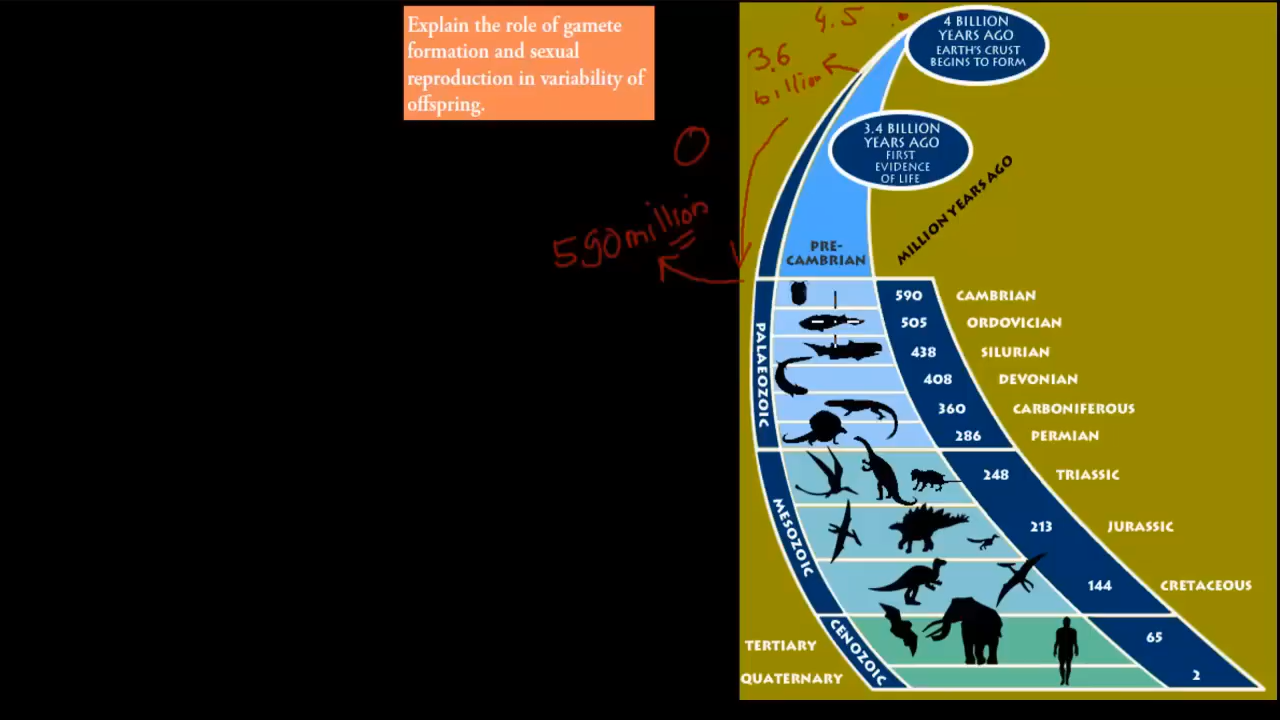 Explain the role of gamete
formation and sexual
reproduction in variability of
offspring.
4.5
3.6
billion
0
590 million
4 BILLION
YEARS AGO
EARTH'S CRUST
BEGINS TO FORM
3.4 BILLION
YEARS AGO
FIRST
EVIDENCE
OF LIFE
MILLION YEARS AGO
PRE-
CAMBRIAN
PALAEOZOIC
590 CAMBRIAN
505 ORDOVICIAN
438 SILURIAN
408 DEVONIAN
360 CARBONIFEROUS
286 PERMIAN
MESOZOIC
248 TRIASSIC
213 JURASSIC
144 CRETACEOUS
CENOZOIC
TERTIARY 65
QUATERNARY 2